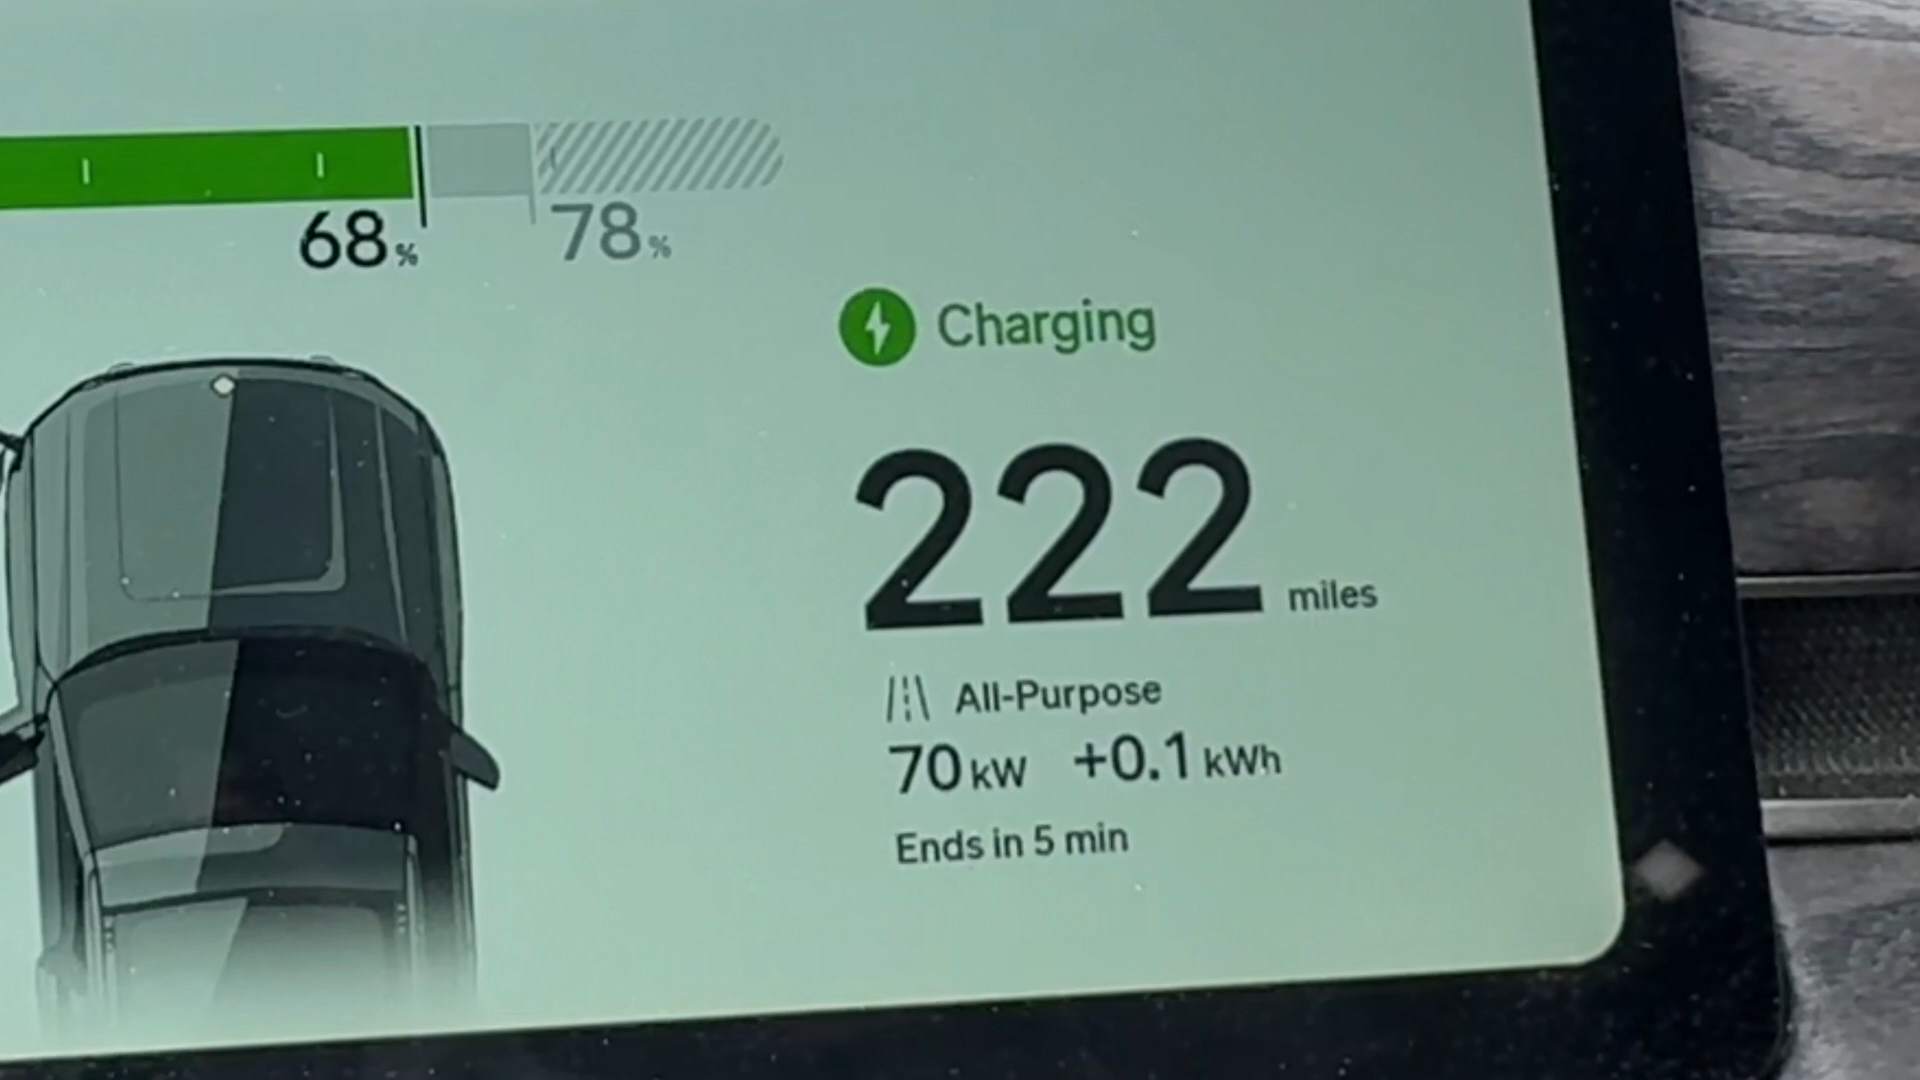 68% 78%
Charging
222 miles
All-Purpose
70 kW +0.1 kWh
Ends in 5 min